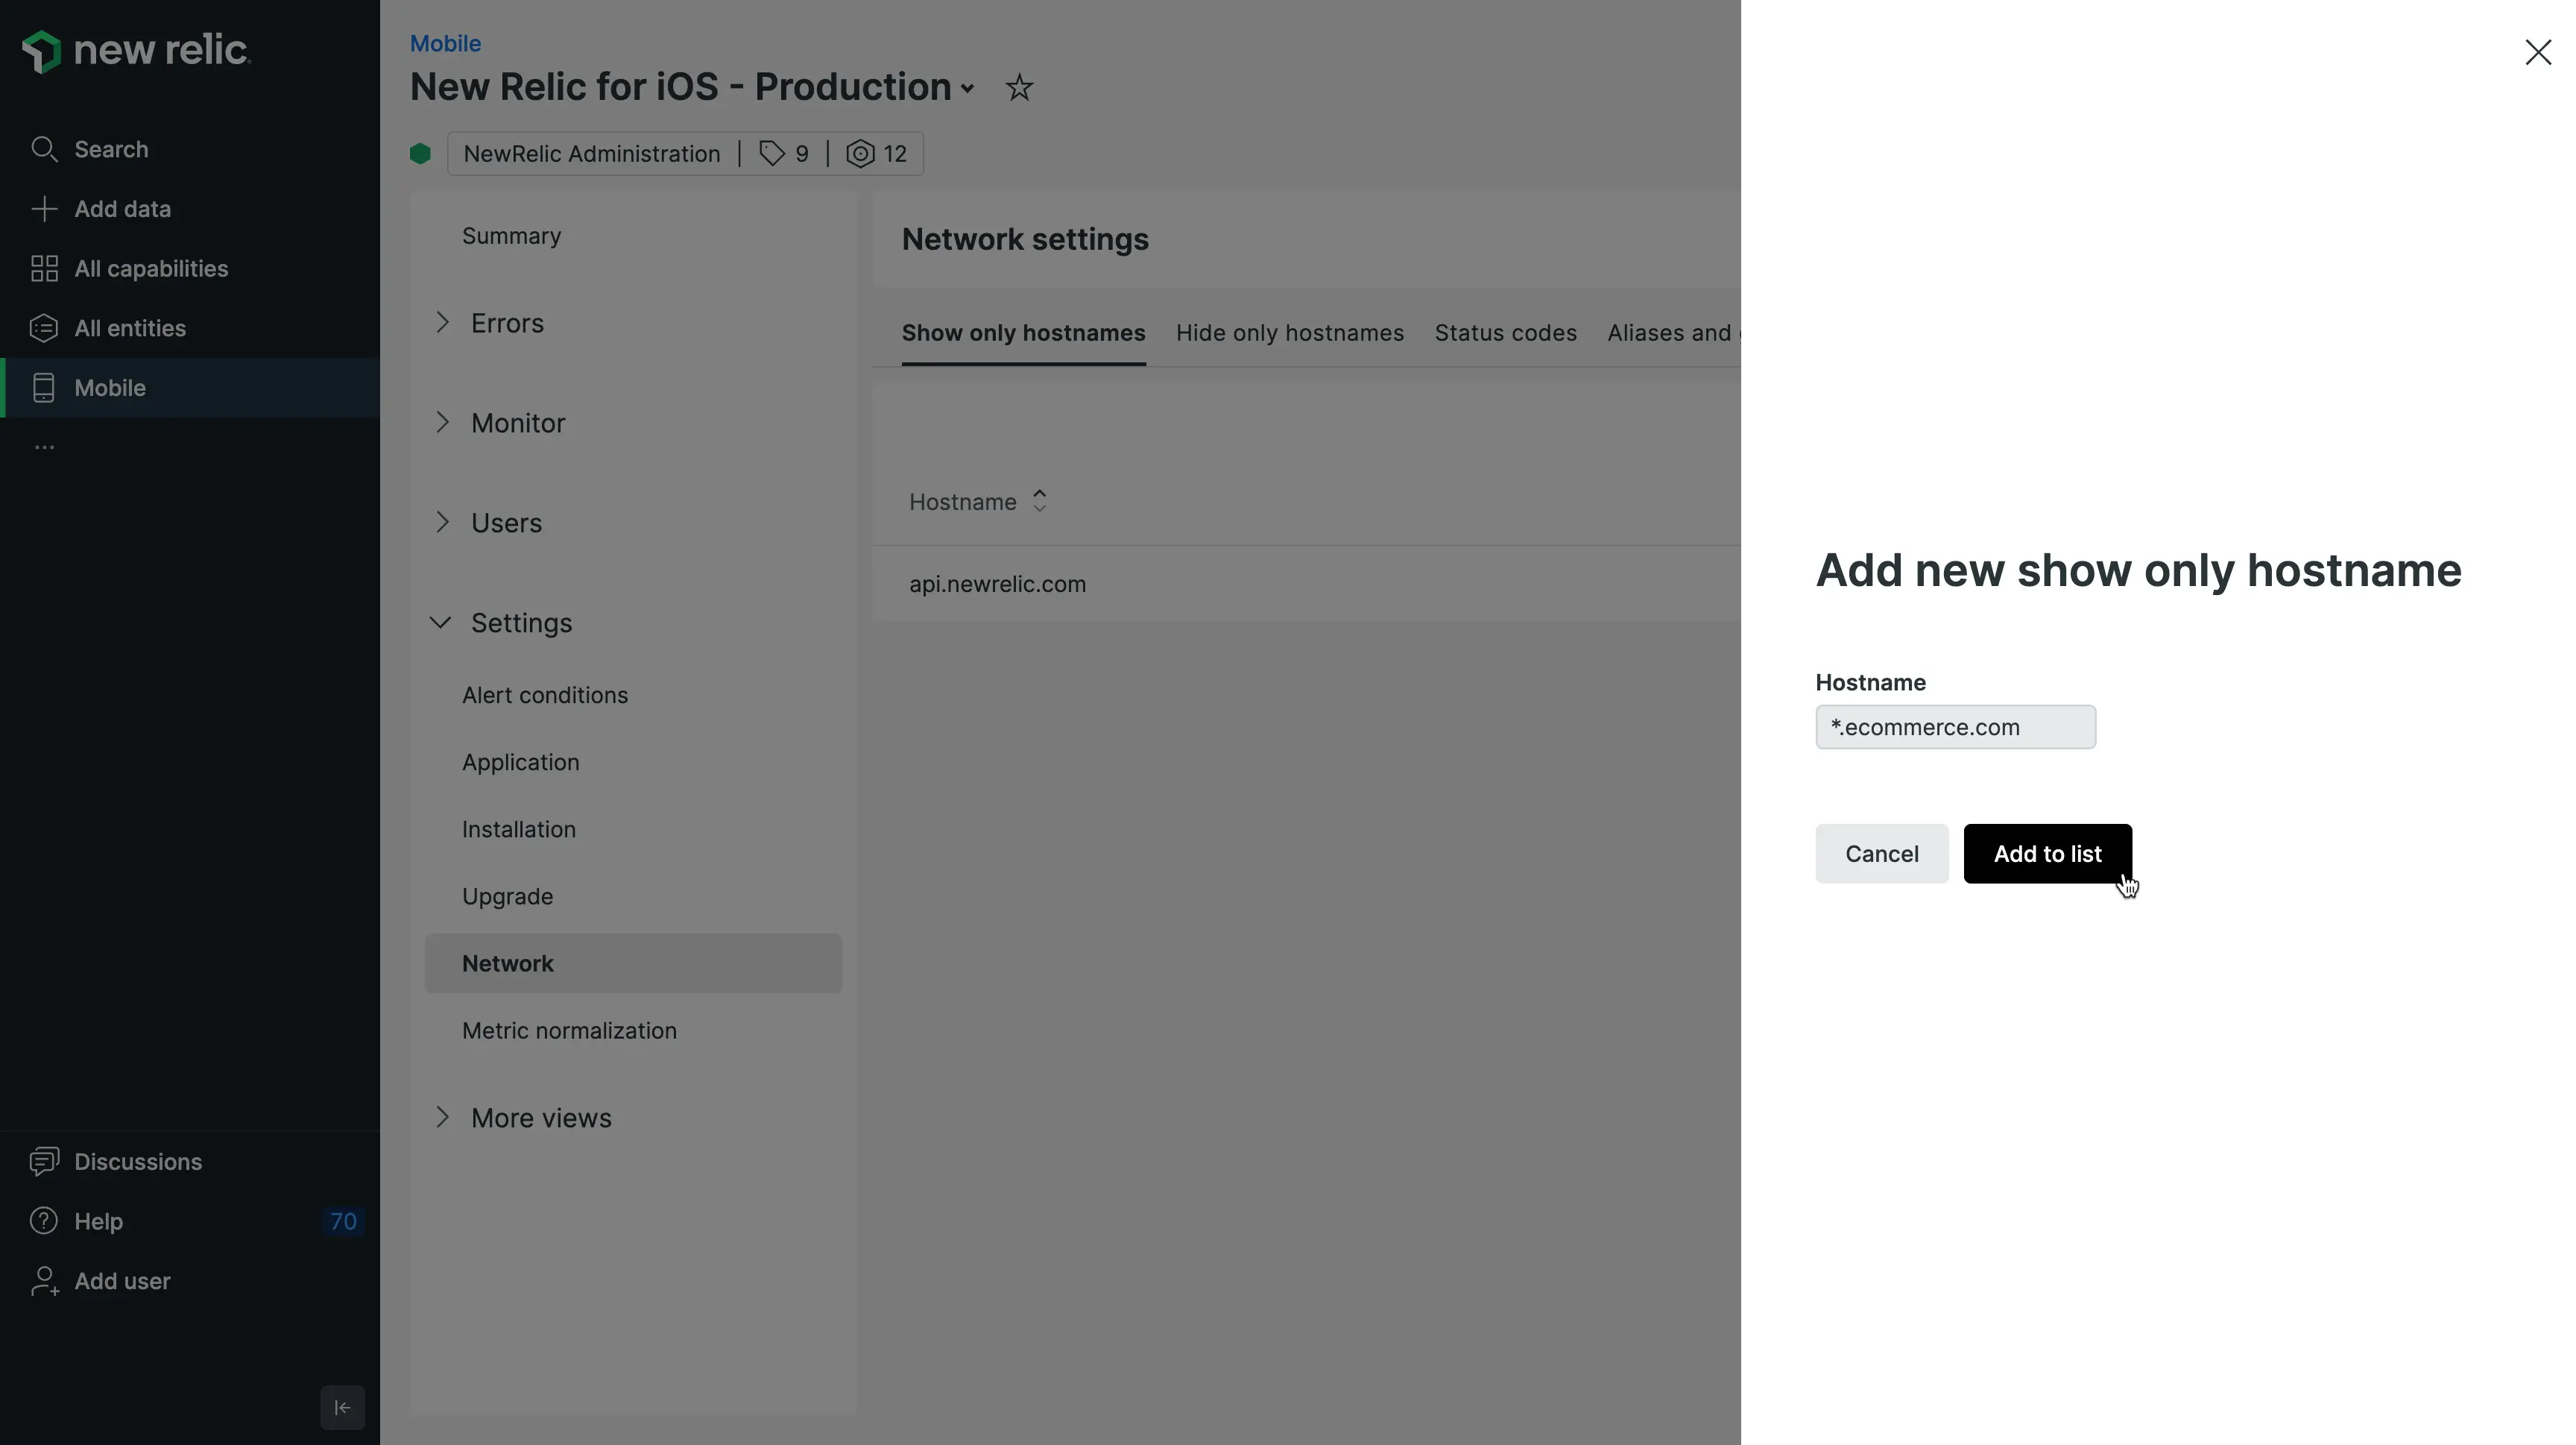 new relic
Search
Add data
All capabilities
All entities
Mobile
...
Discussions
Help 70
Add user
Mobile
New Relic for iOS - Production
NewRelic Administration | 9 | 12
Summary
Errors
Monitor
Users
Settings
Alert conditions
Application
Installation
Upgrade
Network
Metric normalization
More views
Network settings
Show only hostnames Hide only hostnames Status codes Aliases and
Hostname
api.newrelic.com
Add new show only hostname
Hostname
*.ecommerce.com
Cancel Add to list